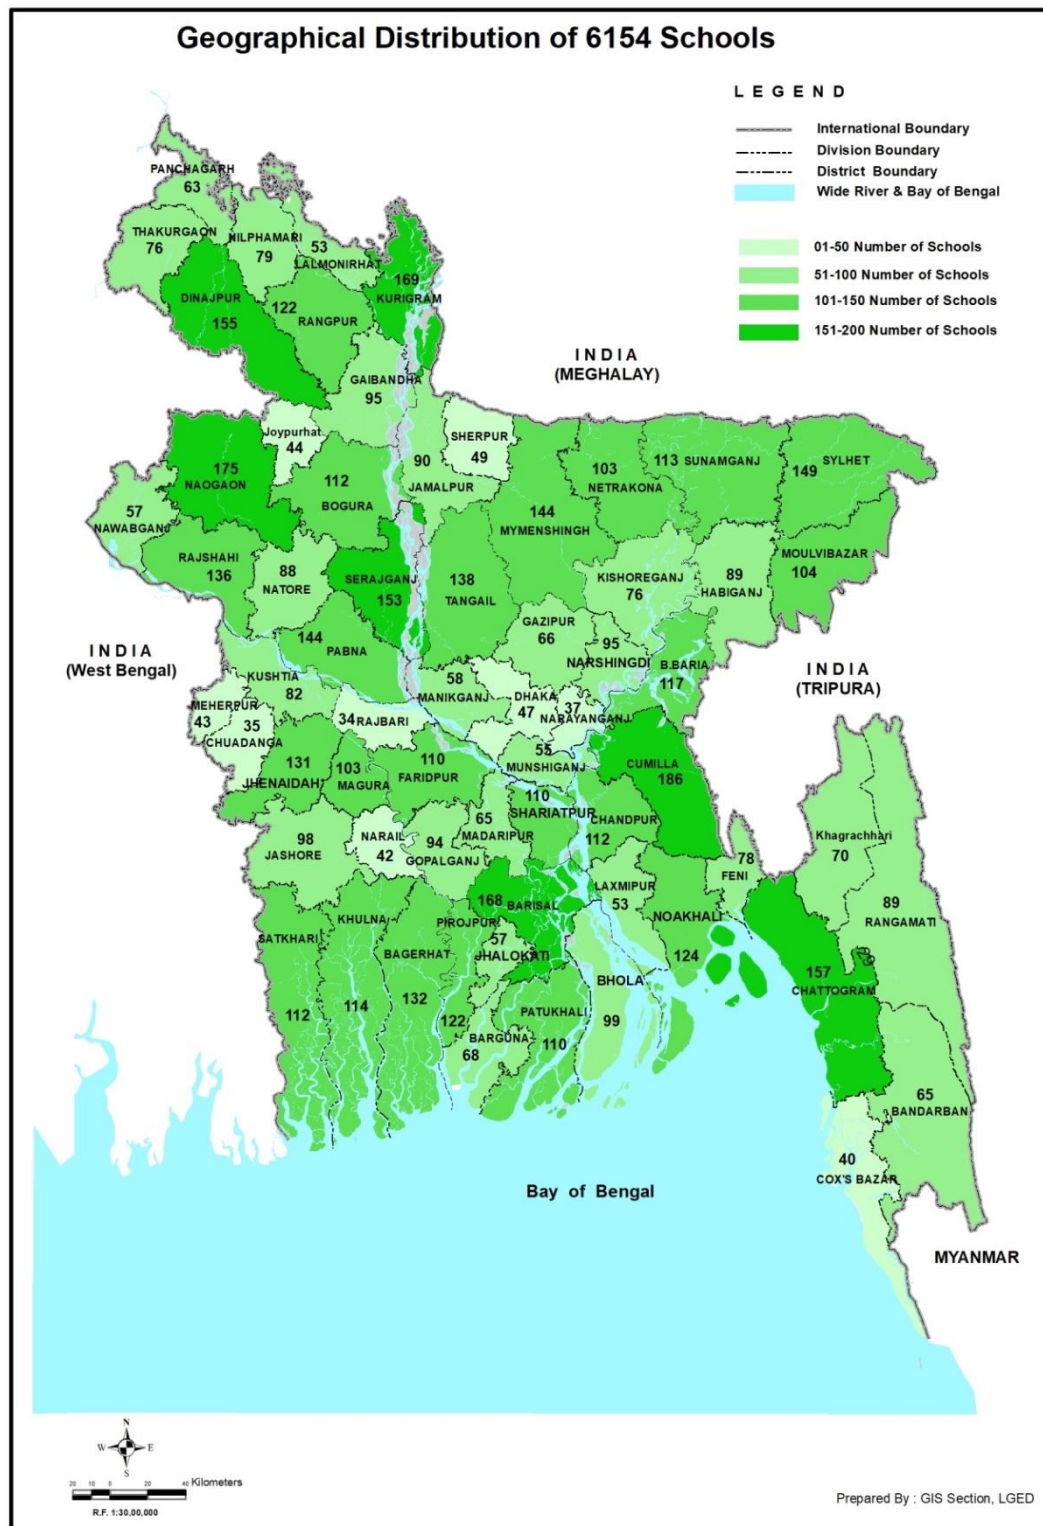 Geographical Distribution of 6154 Schools
L E G E N D
International Boundary
Division Boundary
District Boundary
Wide River & Bay of Bengal
01-50 Number of Schools
51-100 Number of Schools
101-150 Number of Schools
151-200 Number of Schools
PANCHAGARH
63
THAKURGAON
76
NILPHAMARI
79
53
LALMONIRHAT
169
KURIGRAM
DINAJPUR
155
122
RANGPUR
I N D I A
(MEGHALAY)
GAIBANDHA
95
Joypurhat
44
SHERPUR
49
90
JAMALPUR
175
NAOGAON
112
BOGURA
144
MYMENSHINGH
103
NETRAKONA
113 SUNAMGANJ
SYLHET
149
57
NAWABGANJ
RAJSHAHI
136
88
NATORE
SERAJGANJ
153
138
TANGAIL
KISHOREGANJ
76
89
HABIGANJ
MOULVIBAZAR
104
GAZIPUR
66
95
NARSHINGDI
144
PABNA
B.BARIA
117
I N D I A
(West Bengal)
I N D I A
(TRIPURA)
KUSHTIA
82
58
MANIKGANJ
DHAKA
47
37
NARAYANGANJ
MEHERPUR
43
35
CHUADANGA
34 RAJBARI
55
MUNSHIGANJ
CUMILLA
186
131
JHENAIDAH
103
MAGURA
110
FARIDPUR
110
SHARIATPUR
CHANDPUR
112
65
MADARIPUR
98
JASHORE
NARAIL
42
94
GOPALGANJ
78
FENI
Khagrachhari
70
LAXMIPUR
53
NOAKHALI
124
89
RANGAMATI
168
BARISAL
PIROJPUR
57
JHALOKATI
SATKHARI
112
KHULNA
114
BAGERHAT
132
122
BHOLA
99
157
CHATTOGRAM
PATUKHALI
110
BARGUNA
68
65
BANDARBAN
40
COX'S BAZAR
Bay of Bengal
MYANMAR
N
W E
S
20 10 0 20 40 Kilometers
R.F. 1:30,00,000
Prepared By : GIS Section, LGED